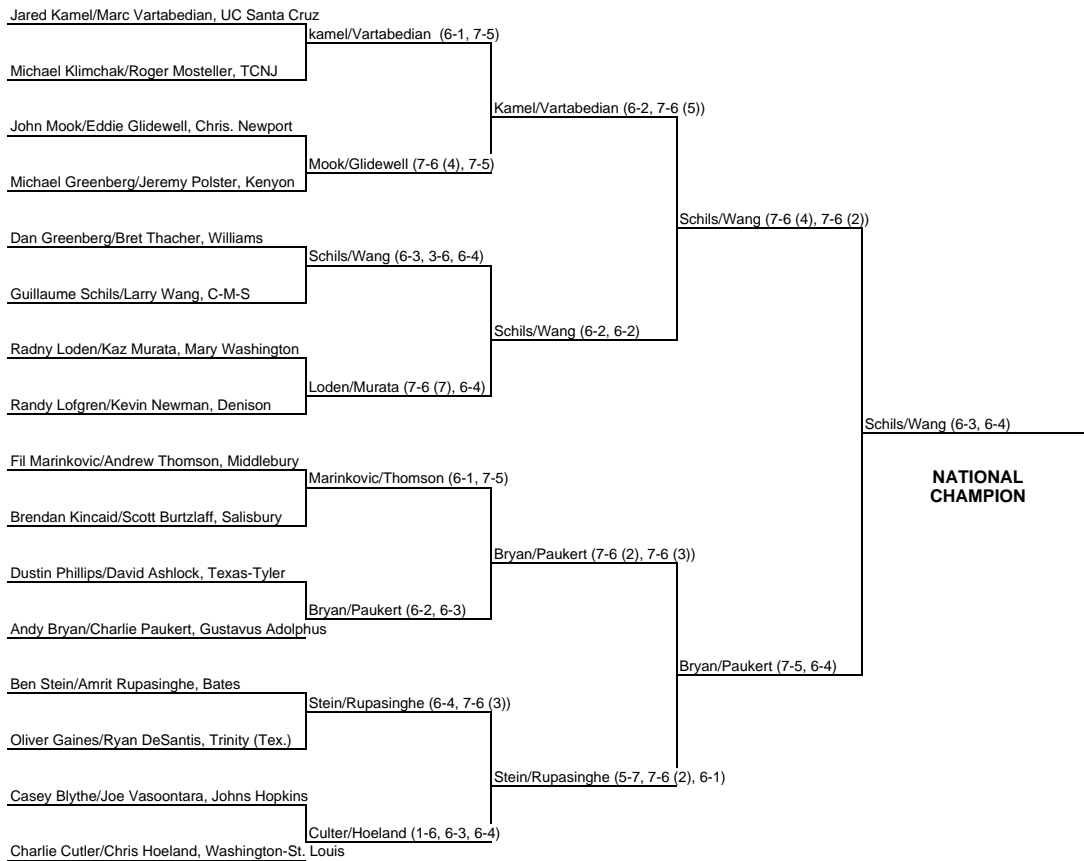 Jared Kamel/Marc Vartabedian, UC Santa Cruz
kamel/Vartabedian (6-1, 7-5)
Michael Klimchak/Roger Mosteller, TCNJ
Kamel/Vartabedian (6-2, 7-6 (5))
John Mook/Eddie Glidewell, Chris. Newport
Mook/Glidewell (7-6 (4), 7-5)
Michael Greenberg/Jeremy Polster, Kenyon
Schils/Wang (7-6 (4), 7-6 (2))
Dan Greenberg/Bret Thacher, Williams
Schils/Wang (6-3, 3-6, 6-4)
Guillaume Schils/Larry Wang, C-M-S
Schils/Wang (6-2, 6-2)
Radny Loden/Kaz Murata, Mary Washington
Loden/Murata (7-6 (7), 6-4)
Randy Lofgren/Kevin Newman, Denison
Schils/Wang (6-3, 6-4)
Fil Marinkovic/Andrew Thomson, Middlebury
Marinkovic/Thomson (6-1, 7-5)
NATIONAL
CHAMPION
Brendan Kincaid/Scott Burtzlaff, Salisbury
Bryan/Paukert (7-6 (2), 7-6 (3))
Dustin Phillips/David Ashlock, Texas-Tyler
Bryan/Paukert (6-2, 6-3)
Andy Bryan/Charlie Paukert, Gustavus Adolphus
Bryan/Paukert (7-5, 6-4)
Ben Stein/Amrit Rupasinghe, Bates
Stein/Rupasinghe (6-4, 7-6 (3))
Oliver Gaines/Ryan DeSantis, Trinity (Tex.)
Stein/Rupasinghe (5-7, 7-6 (2), 6-1)
Casey Blythe/Joe Vasoontara, Johns Hopkins
Culter/Hoeland (1-6, 6-3, 6-4)
Charlie Cutler/Chris Hoeland, Washington-St. Louis